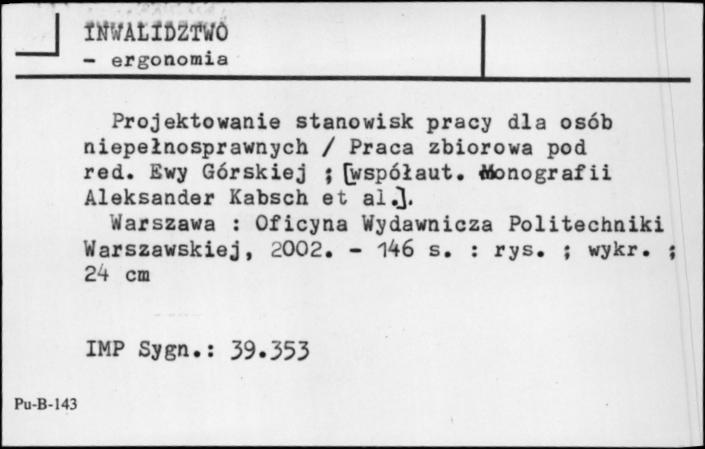 INWALIDZTWO
- ergonomia
Projektowanie stanowisk pracy dla osób
niepełnosprawnych / Praca zbiorowa pod
red. Ewy Górskiej ; [współaut. Monografii
Aleksander Kabsch et al.].
Warszawa : Oficyna Wydawnicza Politechniki
Warszawskiej, 2002. - 146 s. : rys. ; wykr. ;
24 cm
IMP Sygn.: 39.353
Pu-B-143